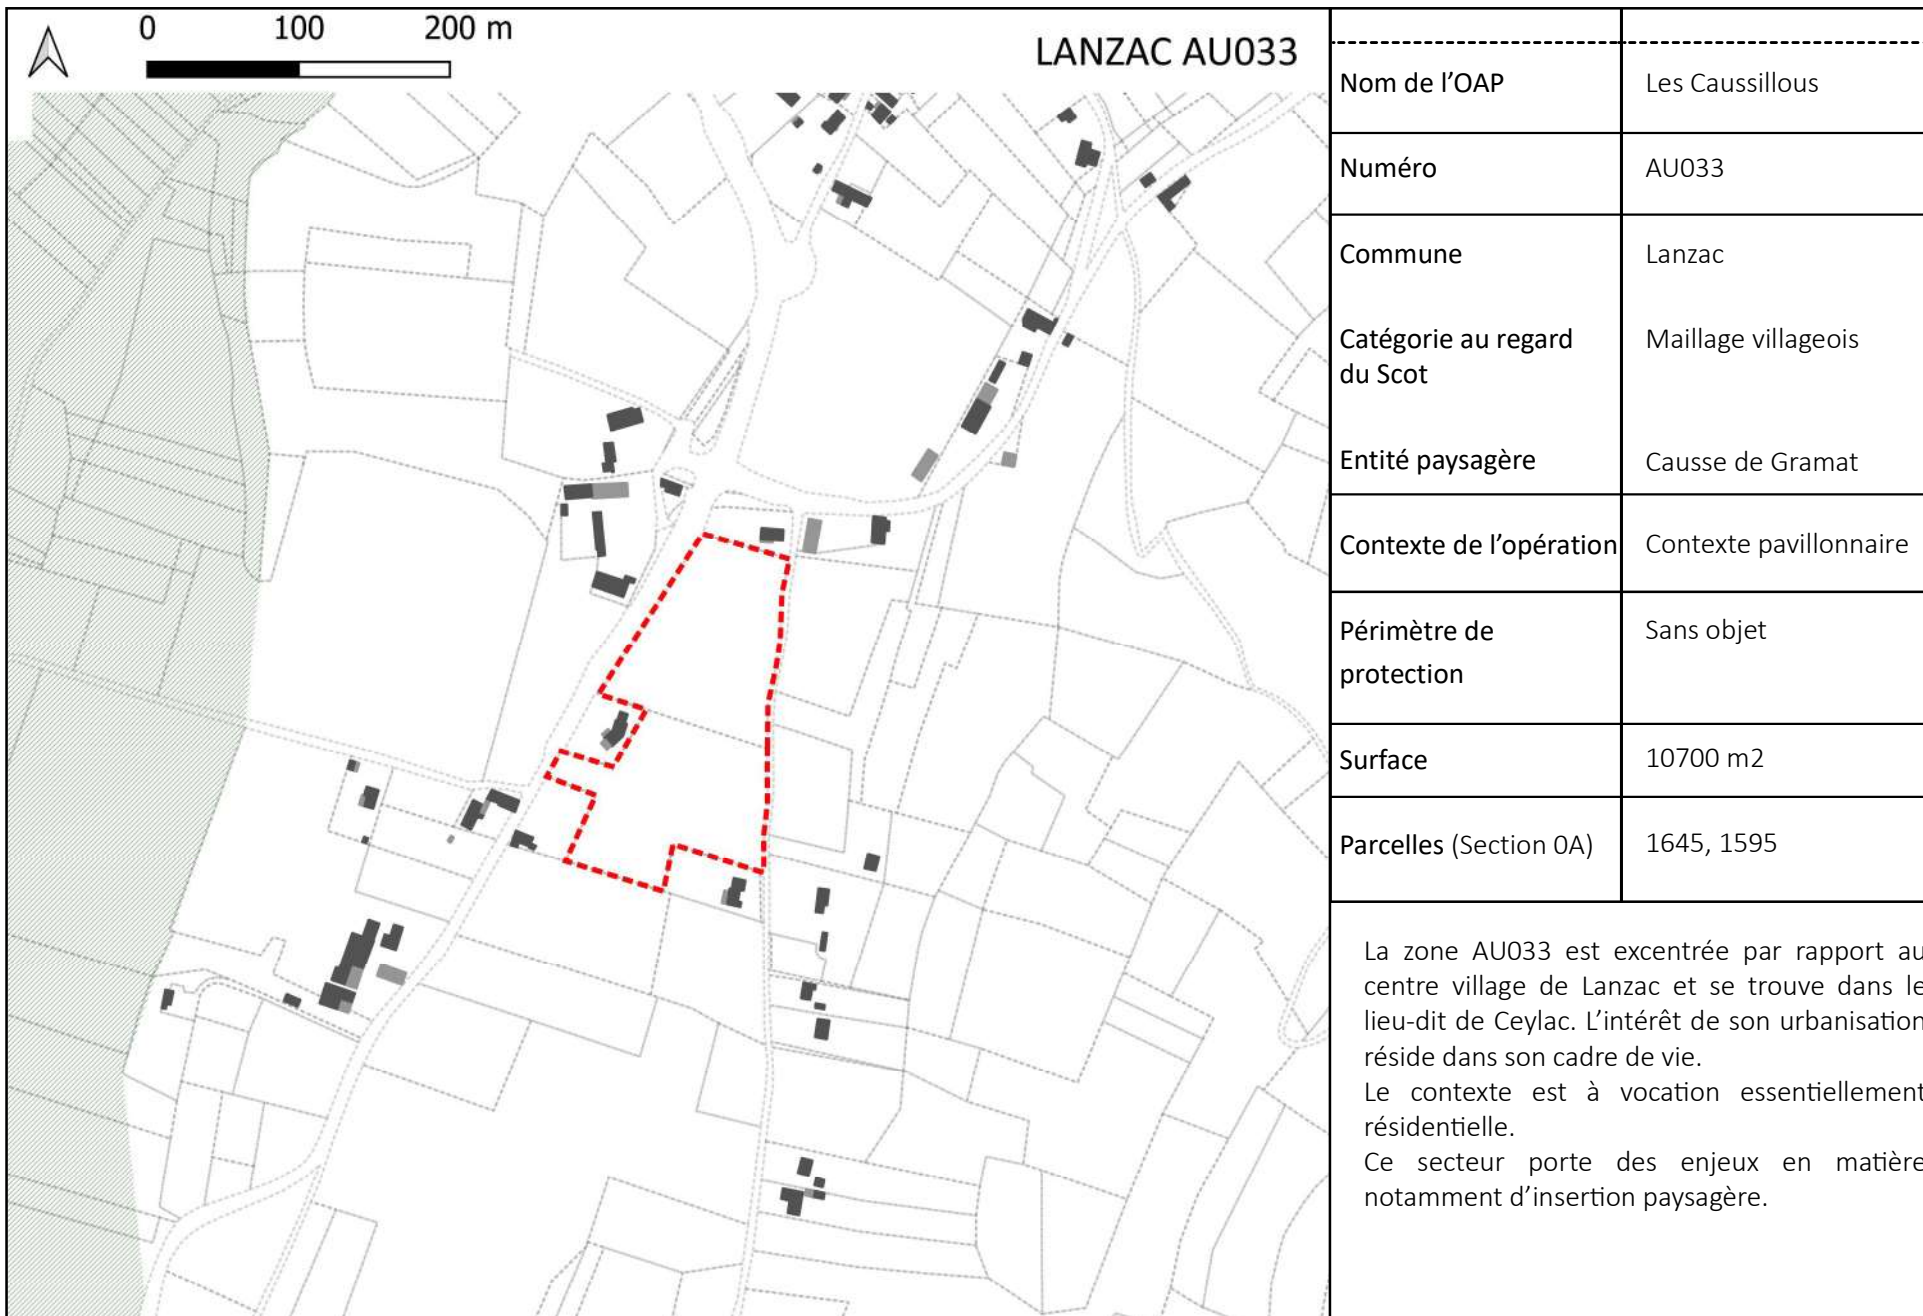 0 100 200 m
LANZAC AU033
Nom de l’OAP
Les Caussillous
Numéro
AU033
Commune
Lanzac
Catégorie au regard
du Scot
Maillage villageois
Entité paysagère
Causse de Gramat
Contexte de l’opération
Contexte pavillonnaire
Périmètre de
protection
Sans objet
Surface
10700 m2
Parcelles (Section 0A)
1645, 1595
La zone AU033 est excentrée par rapport au
centre village de Lanzac et se trouve dans le
lieu-dit de Ceylac. L’intérêt de son urbanisation
réside dans son cadre de vie.
Le contexte est à vocation essentiellement
résidentielle.
Ce secteur porte des enjeux en matière
notamment d’insertion paysagère.